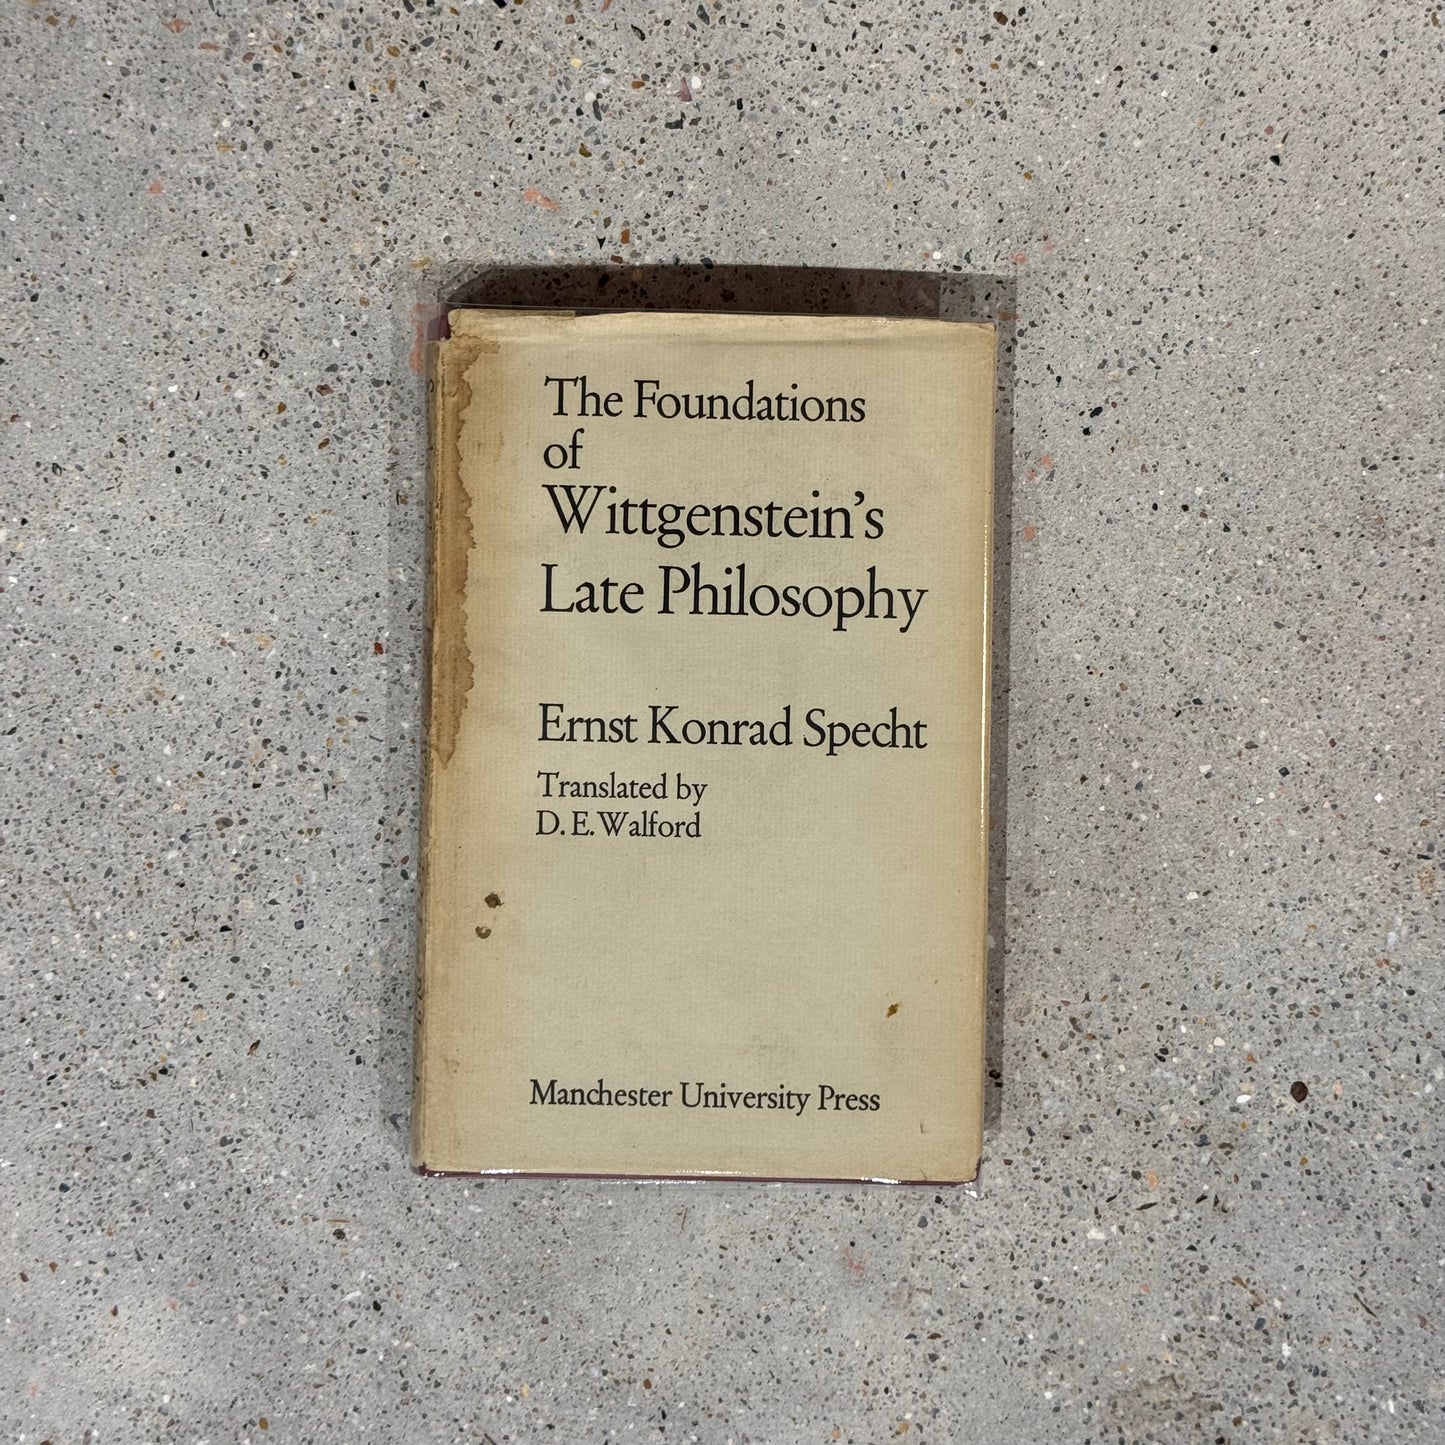 The Foundations
of
Wittgenstein's
Late Philosophy
Ernst Konrad Specht
Translated by
D. E. Walford
Manchester University Press